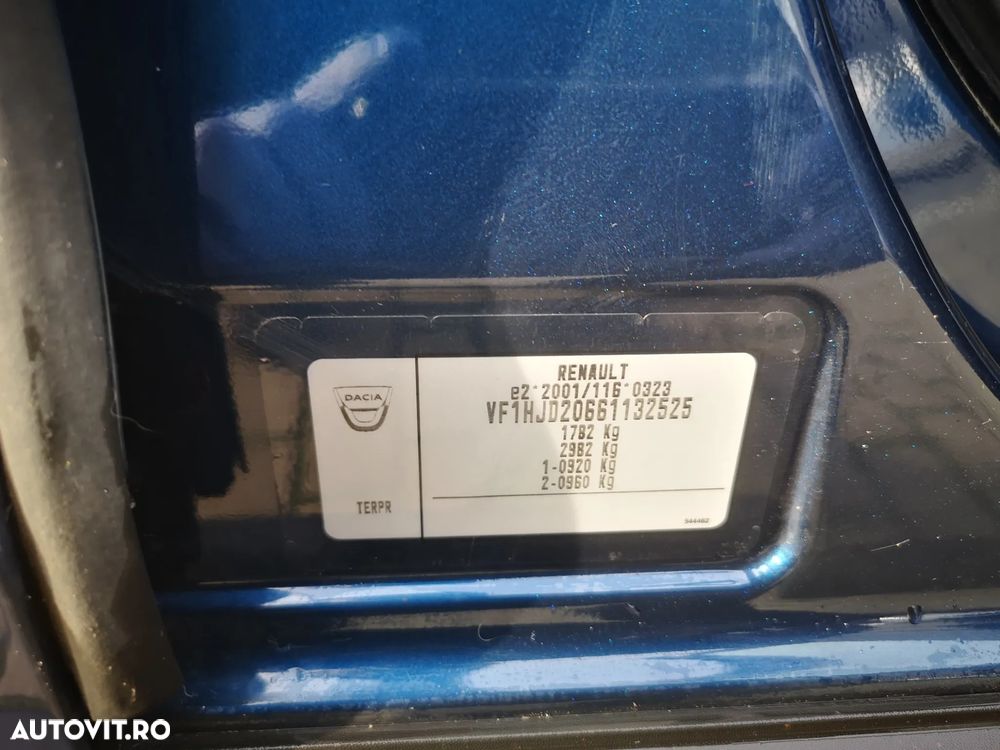 RENAULT
e2*2001/116*0323
VF1HJD20661132525
1782 Kg
2982 Kg
1-0920 Kg
2-0960 Kg
DACIA
TERPR
544462
AUTOVIT.RO